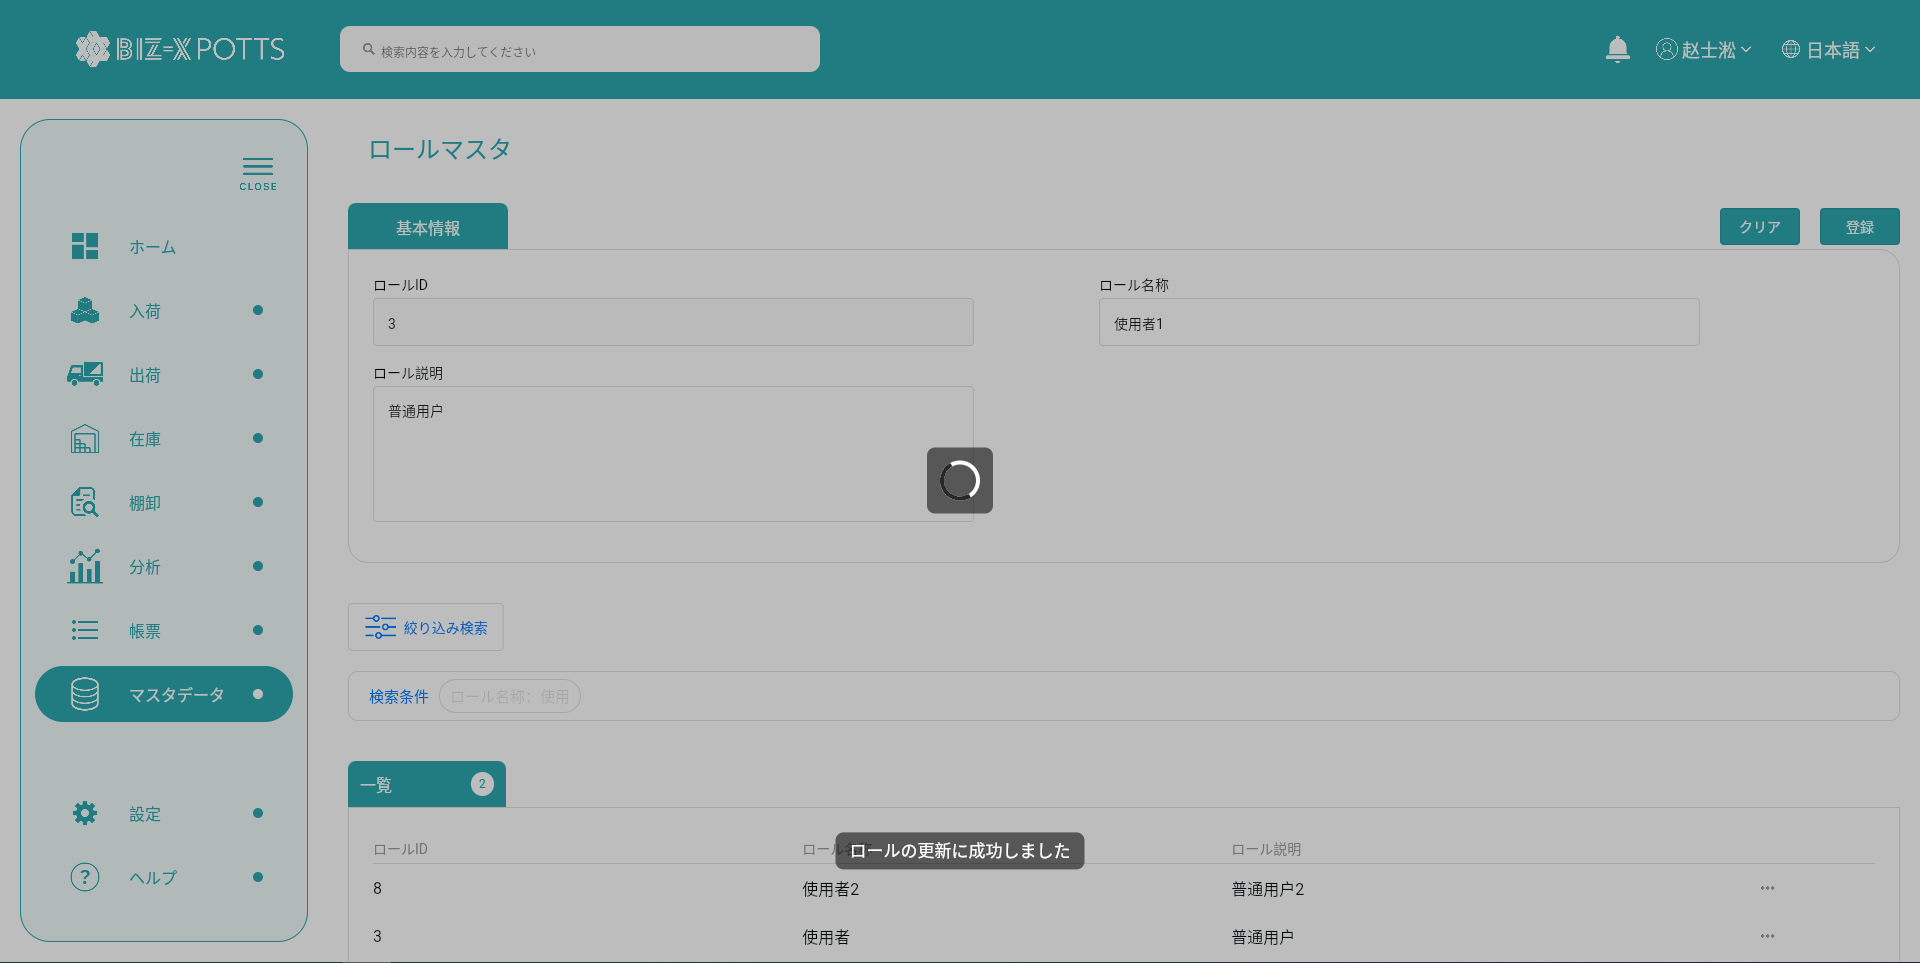 BIZ=X POTTS
検索内容を入力してください
赵士淞
日本語
CLOSE
ホーム
入荷
出荷
在庫
棚卸
分析
帳票
マスタデータ
設定
ヘルプ
ロールマスタ
基本情報
クリア
登録
ロールID
ロール名称
3
使用者1
ロール説明
普通用户
絞り込み検索
検索条件
ロール名称：使用
一覧
2
ロールID
ロール
ロール説明
ロールの更新に成功しました
8
使用者2
普通用户2
3
使用者
普通用户